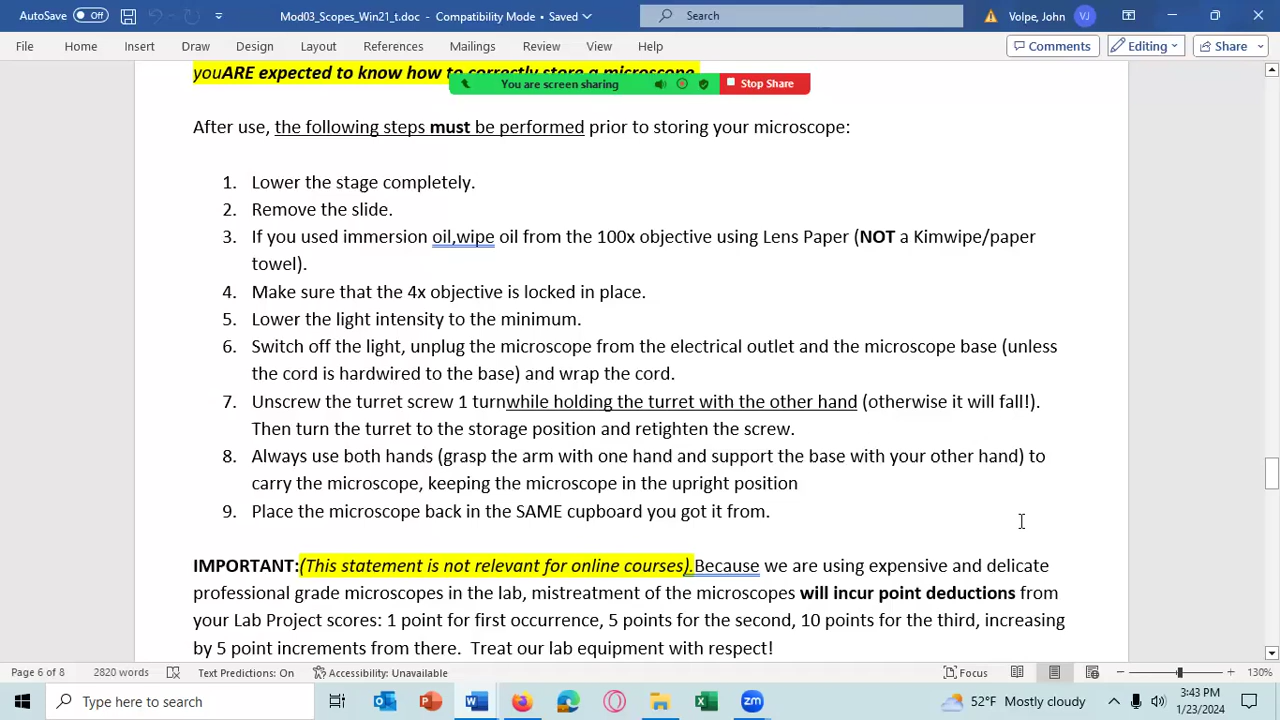 AutoSave Off Mod03_Scopes_Win21_t.doc - Compatibility Mode • Saved Search Volpe, John VJ
File Home Insert Draw Design Layout References Mailings Review View Help Comments Editing Share
youARE expected to know how to correctly store a microscope.
You are screen sharing Stop Share
After use, the following steps must be performed prior to storing your microscope:
1. Lower the stage completely.
2. Remove the slide.
3. If you used immersion oil,wipe oil from the 100x objective using Lens Paper (NOT a Kimwipe/paper
towel).
4. Make sure that the 4x objective is locked in place.
5. Lower the light intensity to the minimum.
6. Switch off the light, unplug the microscope from the electrical outlet and the microscope base (unless
the cord is hardwired to the base) and wrap the cord.
7. Unscrew the turret screw 1 turnwhile holding the turret with the other hand (otherwise it will fall!).
Then turn the turret to the storage position and retighten the screw.
8. Always use both hands (grasp the arm with one hand and support the base with your other hand) to
carry the microscope, keeping the microscope in the upright position
9. Place the microscope back in the SAME cupboard you got it from.
IMPORTANT:(This statement is not relevant for online courses).Because we are using expensive and delicate
professional grade microscopes in the lab, mistreatment of the microscopes will incur point deductions from
your Lab Project scores: 1 point for first occurrence, 5 points for the second, 10 points for the third, increasing
by 5 point increments from there. Treat our lab equipment with respect!
Page 6 of 8 2820 words Text Predictions: On Accessibility: Unavailable Focus 130%
Type here to search 52°F Mostly cloudy 3:43 PM
1/23/2024